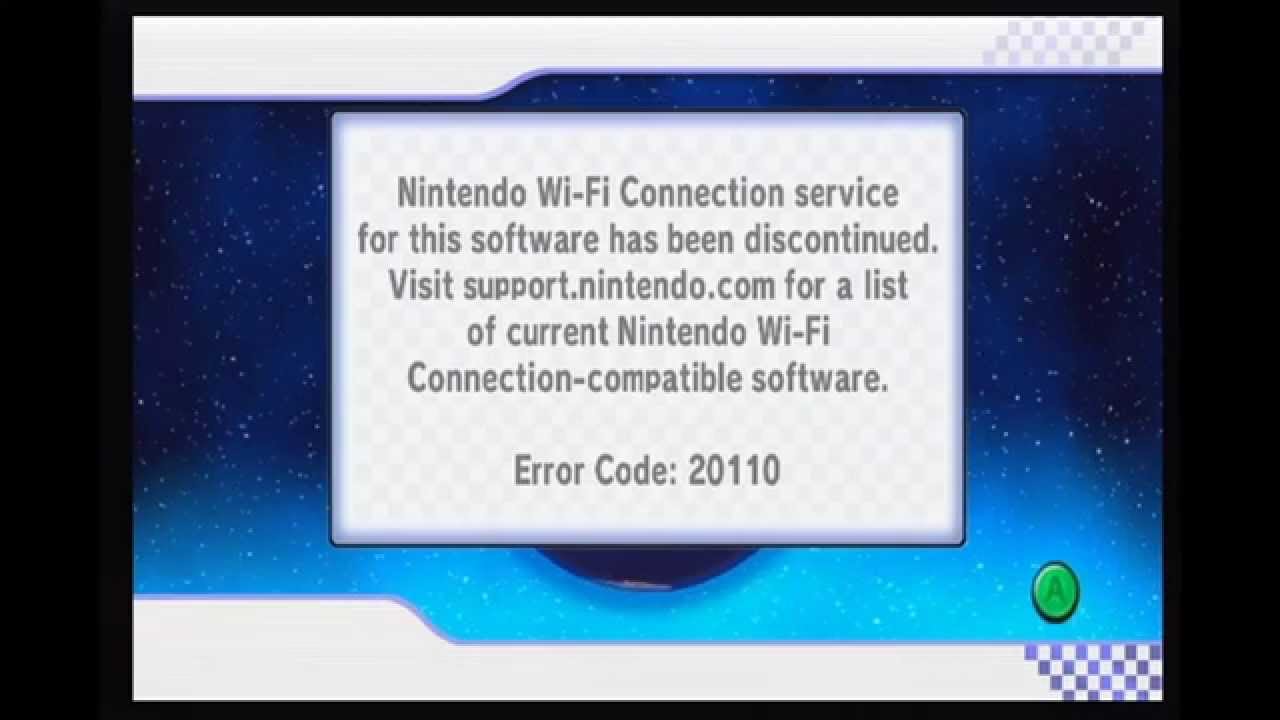 Nintendo Wi-Fi Connection service
for this software has been discontinued.
Visit support.nintendo.com for a list
of current Nintendo Wi-Fi
Connection-compatible software.
Error Code: 20110
A